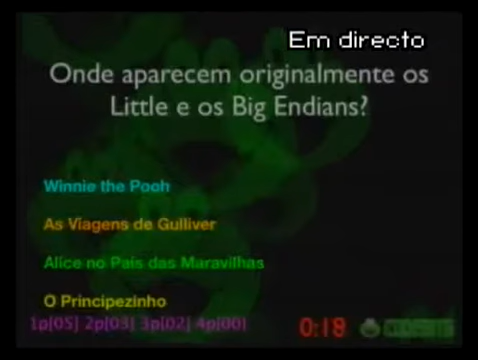 Em directo
Onde aparecem originalmente os
Little e os Big Endians?
Winnie the Pooh
As Viagens de Gulliver
Alice no País das Maravilhas
O Principezinho
1p[05] 2p[03] 3p[02] 4p[00]
0:18